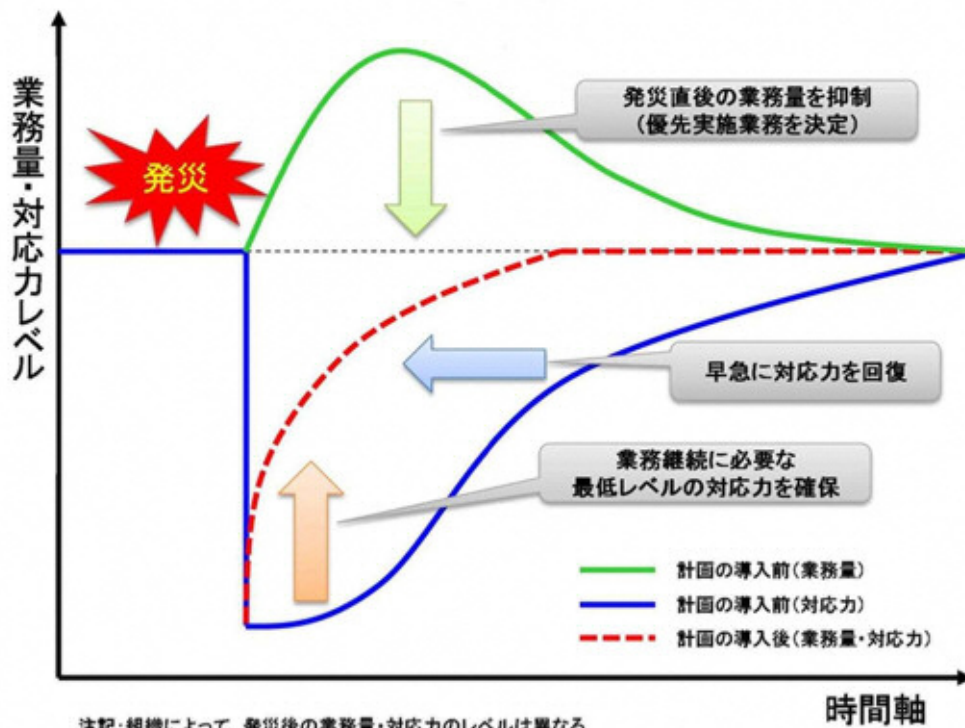 業務量・対応力レベル
発災
発災直後の業務量を抑制
(優先実施業務を決定)
早急に対応力を回復
業務継続に必要な
最低レベルの対応力を確保
計画の導入前(業務量)
計画の導入前(対応力)
計画の導入後(業務量・対応力)
時間軸
注記:組織によって、発災後の業務量・対応力のレベルは異なる